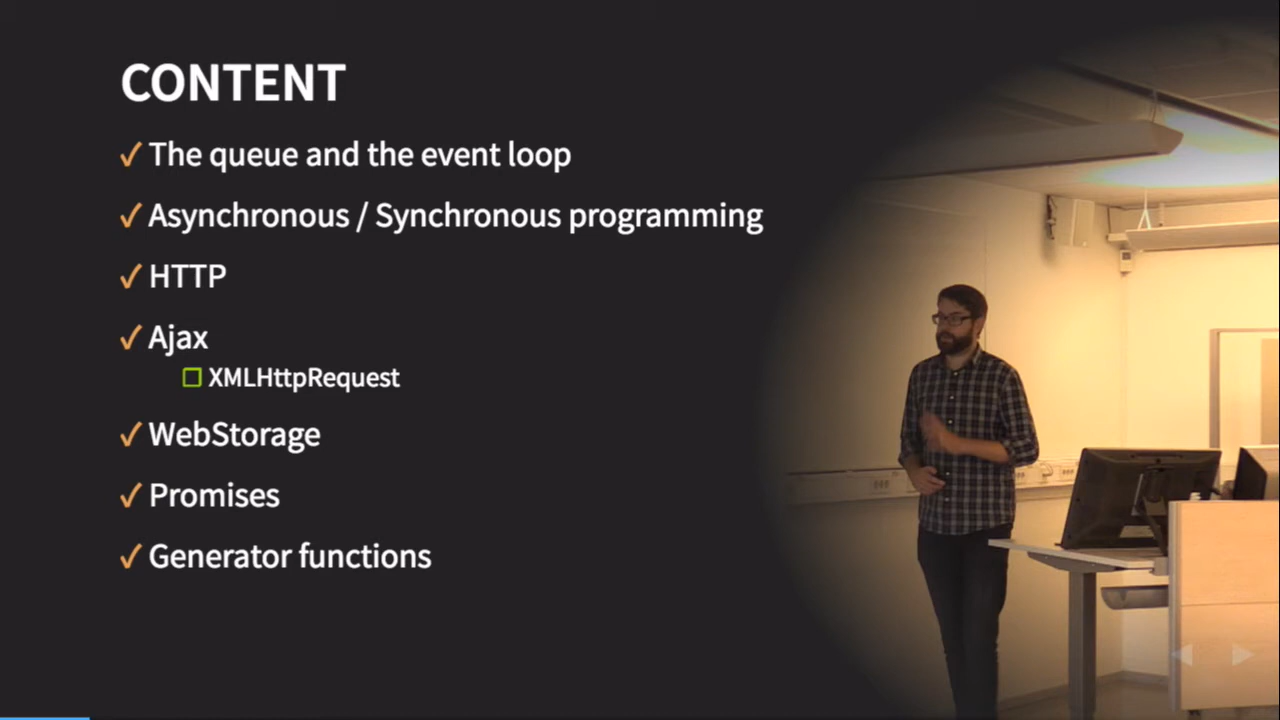 CONTENT
The queue and the event loop
Asynchronous / Synchronous programming
HTTP
Ajax
XMLHttpRequest
WebStorage
Promises
Generator functions